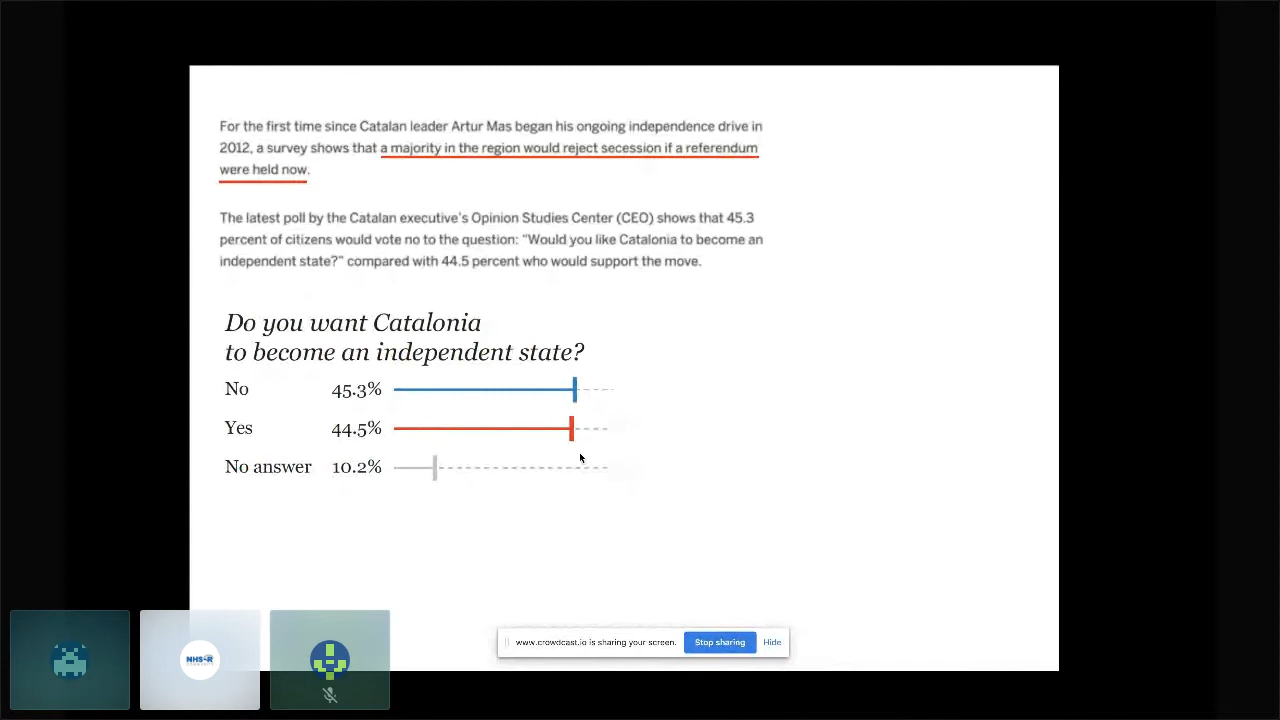 For the first time since Catalan leader Artur Mas began his ongoing independence drive in
2012, a survey shows that a majority in the region would reject secession if a referendum
were held now.
The latest poll by the Catalan executive's Opinion Studies Center (CEO) shows that 45.3
percent of citizens would vote no to the question: “Would you like Catalonia to become an
independent state?” compared with 44.5 percent who would support the move.
Do you want Catalonia
to become an independent state?
No 45.3%
Yes 44.5%
No answer 10.2%
www.crowdcast.io is sharing your screen. Stop sharing Hide
NHS-R
COMMUNITY